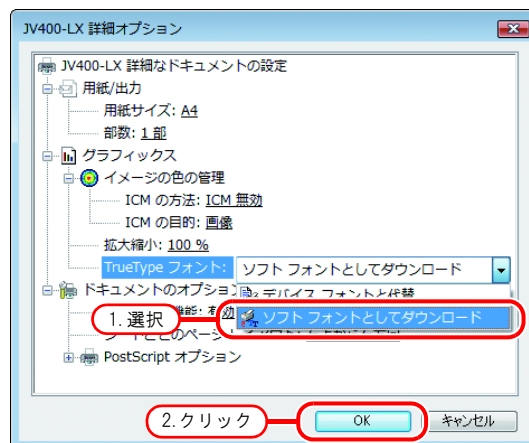 JV400-LX 詳細オプション
JV400-LX 詳細なドキュメントの設定
用紙/出力
用紙サイズ: A4
部数: 1 部
グラフィックス
イメージの色の管理
ICM の方法: ICM 無効
ICM の目的: 画像
拡大縮小: 100 %
TrueType フォント: ソフト フォントとしてダウンロード
ドキュメントのオプション
デバイス フォントと代替
1.選択
機能: 有効
ソフト フォントとしてダウンロード
PostScript オプション
2.クリック
OK
キャンセル